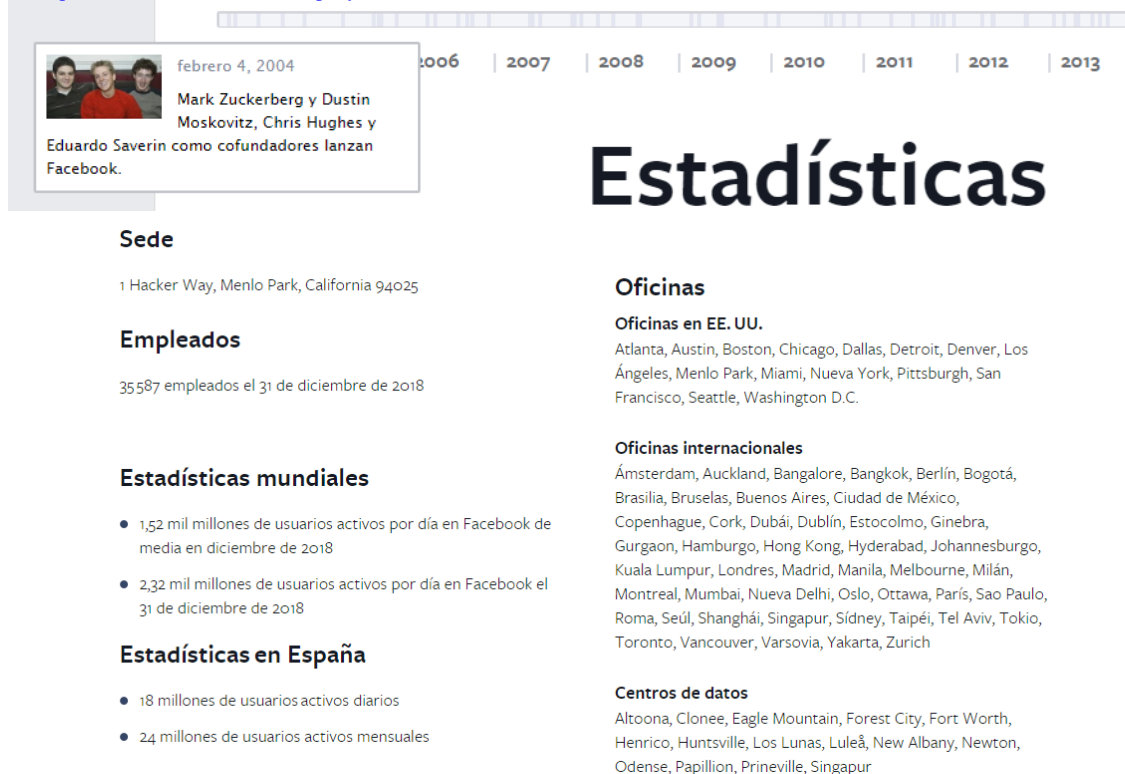 2006 | 2007 | 2008 | 2009 | 2010 | 2011 | 2012 | 2013
febrero 4, 2004
Mark Zuckerberg y Dustin
Moskovitz, Chris Hughes y
Eduardo Saverin como cofundadores lanzan
Facebook.
Estadísticas
Sede
1 Hacker Way, Menlo Park, California 94025
Empleados
35 587 empleados el 31 de diciembre de 2018
Estadísticas mundiales
• 1,52 mil millones de usuarios activos por día en Facebook de
media en diciembre de 2018
• 2,32 mil millones de usuarios activos por día en Facebook el
31 de diciembre de 2018
Estadísticas en España
• 18 millones de usuarios activos diarios
• 24 millones de usuarios activos mensuales
Oficinas
Oficinas en EE. UU.
Atlanta, Austin, Boston, Chicago, Dallas, Detroit, Denver, Los
Ángeles, Menlo Park, Miami, Nueva York, Pittsburgh, San
Francisco, Seattle, Washington D.C.
Oficinas internacionales
Ámsterdam, Auckland, Bangalore, Bangkok, Berlín, Bogotá,
Brasilia, Bruselas, Buenos Aires, Ciudad de México,
Copenhague, Cork, Dubái, Dublín, Estocolmo, Ginebra,
Gurgaon, Hamburgo, Hong Kong, Hyderabad, Johannesburgo,
Kuala Lumpur, Londres, Madrid, Manila, Melbourne, Milán,
Montreal, Mumbai, Nueva Delhi, Oslo, Ottawa, París, Sao Paulo,
Roma, Seúl, Shanghái, Singapur, Sídney, Taipéi, Tel Aviv, Tokio,
Toronto, Vancouver, Varsovia, Yakarta, Zurich
Centros de datos
Altoona, Clonee, Eagle Mountain, Forest City, Fort Worth,
Henrico, Huntsville, Los Lunas, Luleå, New Albany, Newton,
Odense, Papillion, Prineville, Singapur